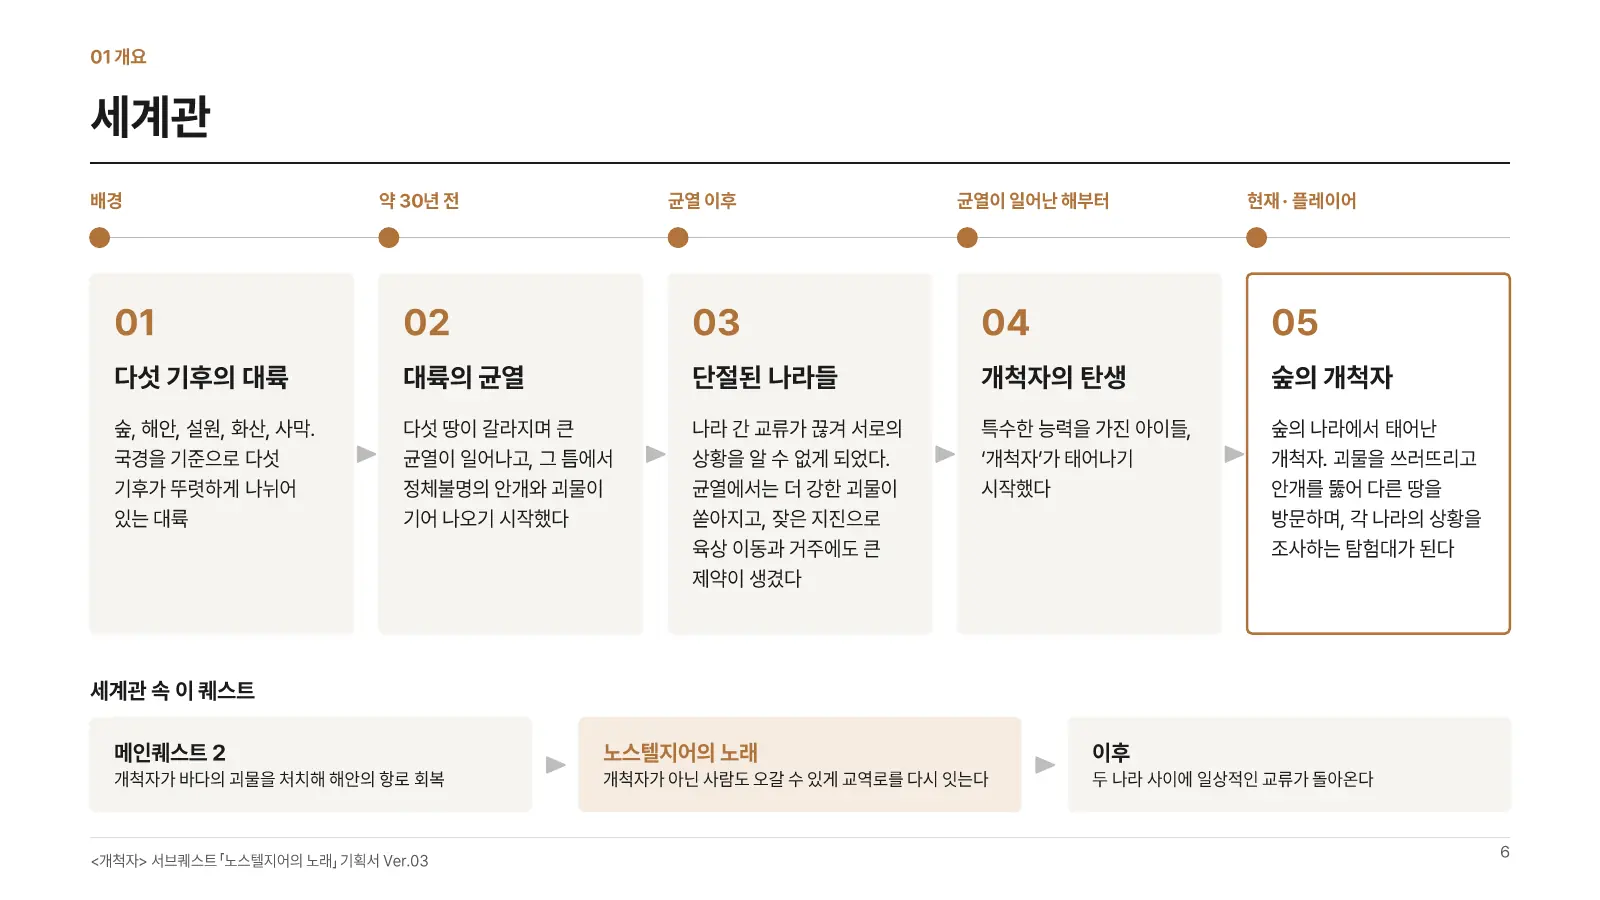 01 개요
세계관
배경
약 30년 전
균열 이후
균열이 일어난 해부터
현재 · 플레이어
01
다섯 기후의 대륙
숲, 해안, 설원, 화산, 사막.
국경을 기준으로 다섯
기후가 뚜렷하게 나뉘어
있는 대륙
02
대륙의 균열
다섯 땅이 갈라지며 큰
균열이 일어나고, 그 틈에서
정체불명의 안개와 괴물이
기어 나오기 시작했다
03
단절된 나라들
나라 간 교류가 끊겨 서로의
상황을 알 수 없게 되었다.
균열에서는 더 강한 괴물이
쏟아지고, 잦은 지진으로
육상 이동과 거주에도 큰
제약이 생겼다
04
개척자의 탄생
특수한 능력을 가진 아이들,
‘개척자’가 태어나기
시작했다
05
숲의 개척자
숲의 나라에서 태어난
개척자. 괴물을 쓰러뜨리고
안개를 뚫어 다른 땅을
방문하며, 각 나라의 상황을
조사하는 탐험대가 된다
세계관 속 이 퀘스트
메인퀘스트 2
개척자가 바다의 괴물을 처치해 해안의 항로 회복
노스텔지어의 노래
개척자가 아닌 사람도 오갈 수 있게 교역로를 다시 잇는다
이후
두 나라 사이에 일상적인 교류가 돌아온다
<개척자> 서브퀘스트 「노스텔지어의 노래」 기획서 Ver.03
6